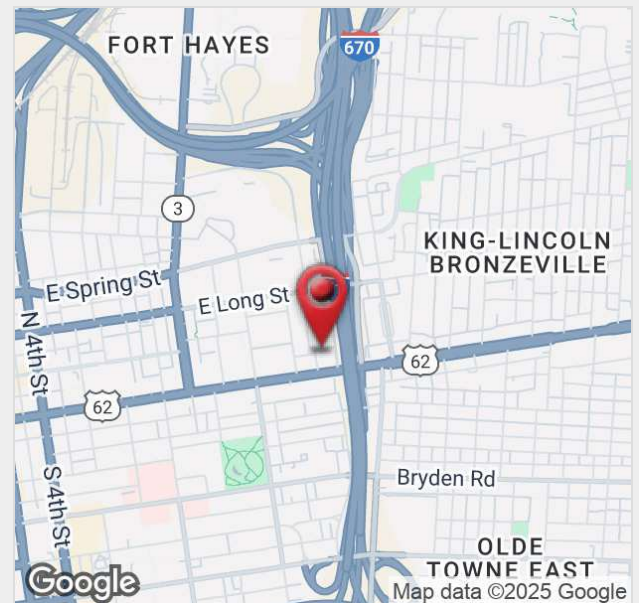 FORT HAYES
670
3
KING-LINCOLN
BRONZEVILLE
E Spring St
E Long St
N 4th St
62
62
S 4th St
Bryden Rd
OLDE
TOWNE EAST
Google
Map data ©2025 Google